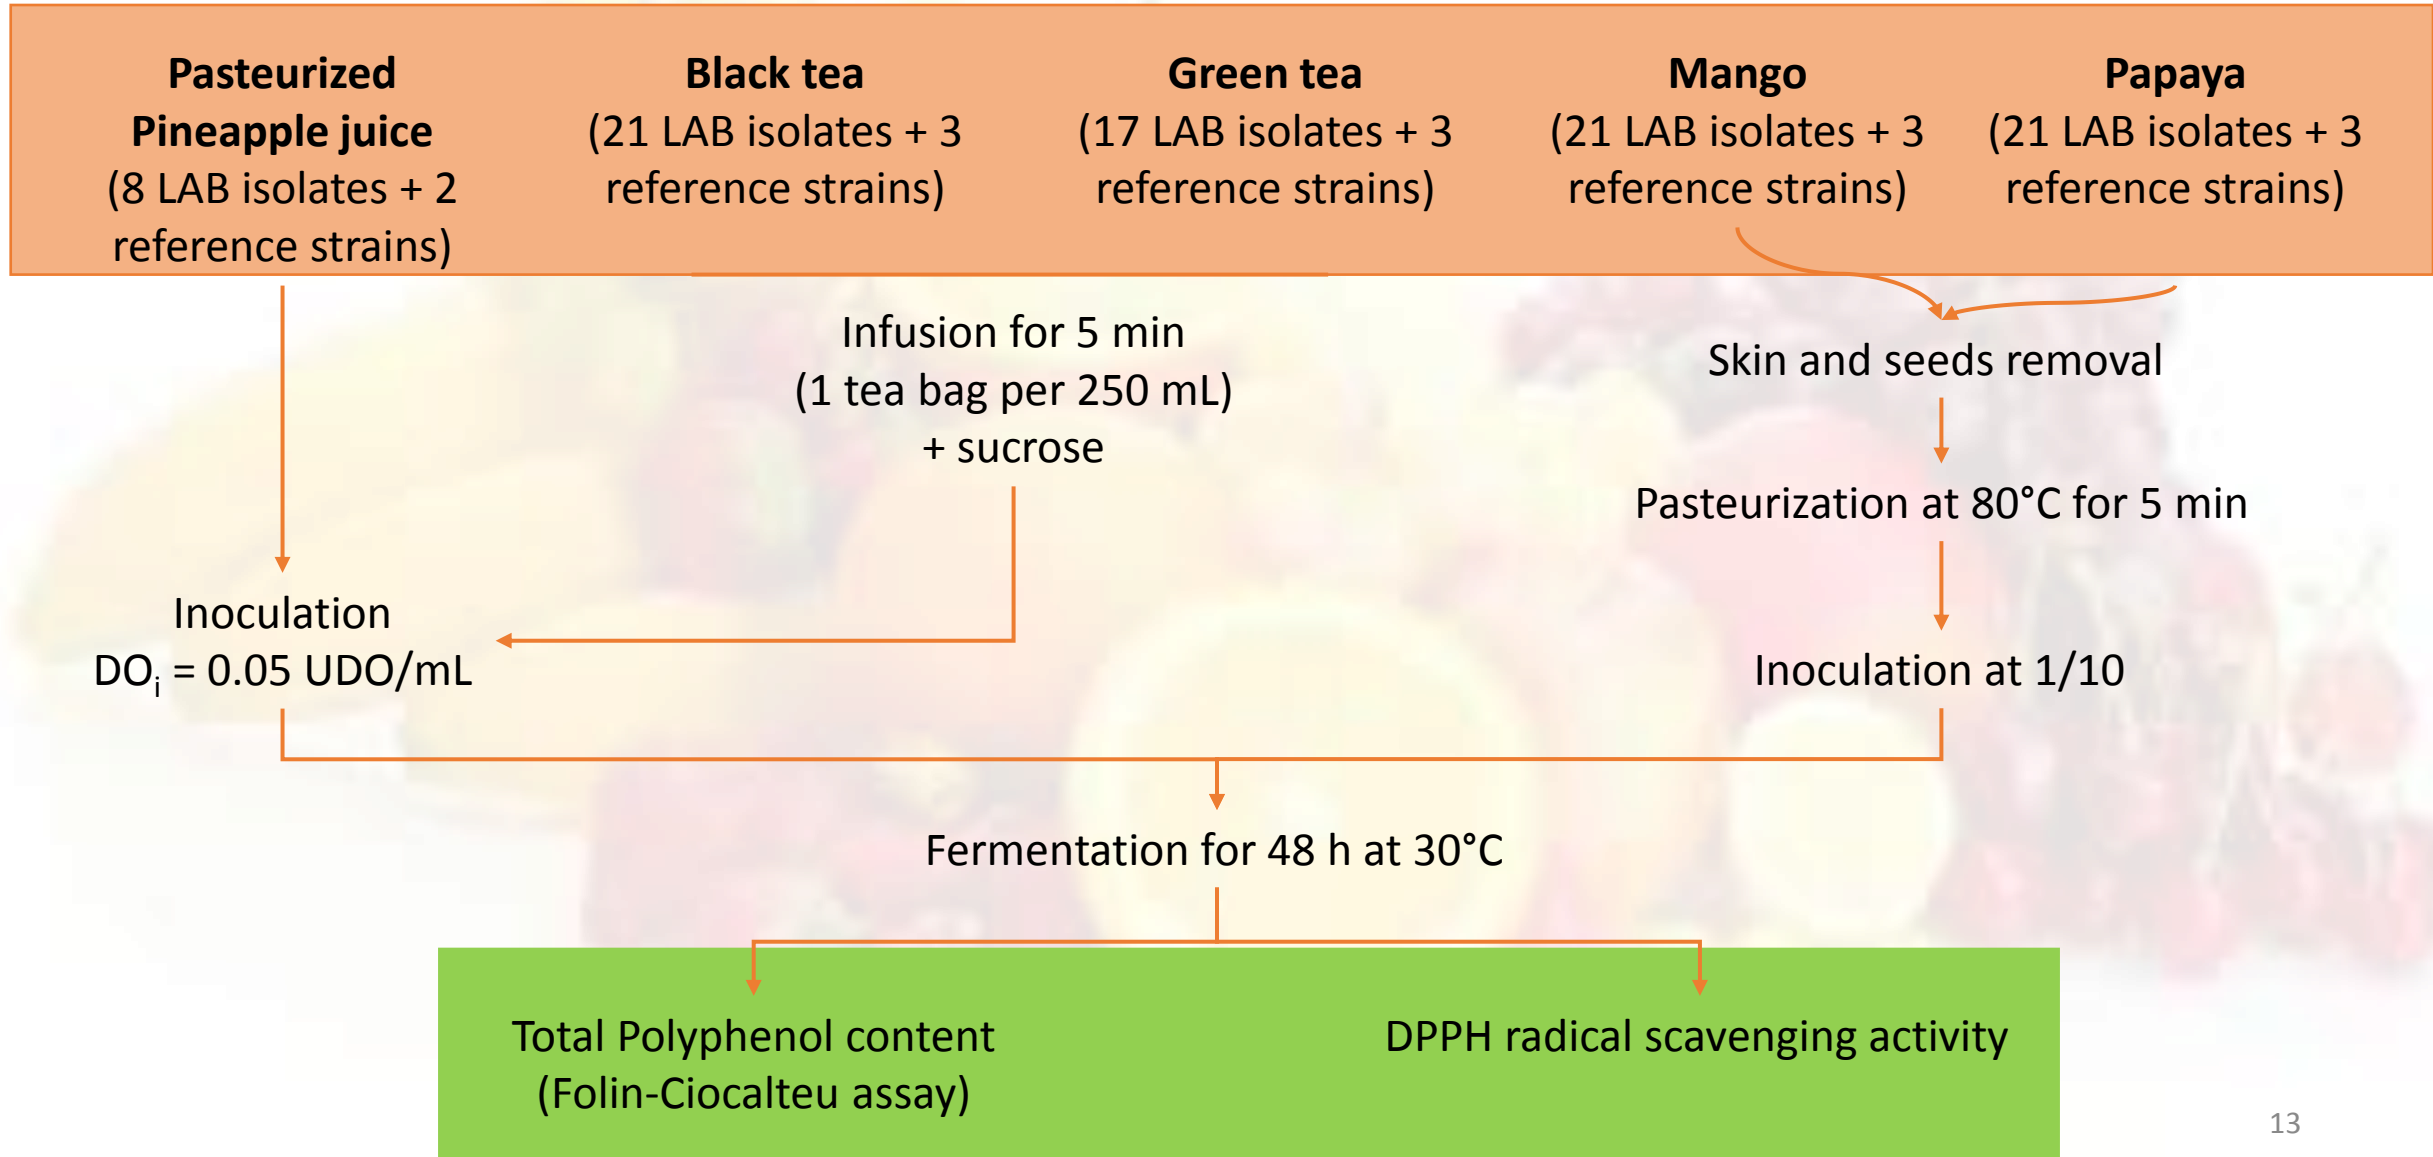 Pasteurized
Pineapple juice
(8 LAB isolates + 2
reference strains)
Black tea
(21 LAB isolates + 3
reference strains)
Green tea
(17 LAB isolates + 3
reference strains)
Mango
(21 LAB isolates + 3
reference strains)
Papaya
(21 LAB isolates + 3
reference strains)
Infusion for 5 min
(1 tea bag per 250 mL)
+ sucrose
Skin and seeds removal
Pasteurization at 80°C for 5 min
Inoculation
DOi = 0.05 UDO/mL
Inoculation at 1/10
Fermentation for 48 h at 30°C
Total Polyphenol content
(Folin-Ciocalteu assay)
DPPH radical scavenging activity
13